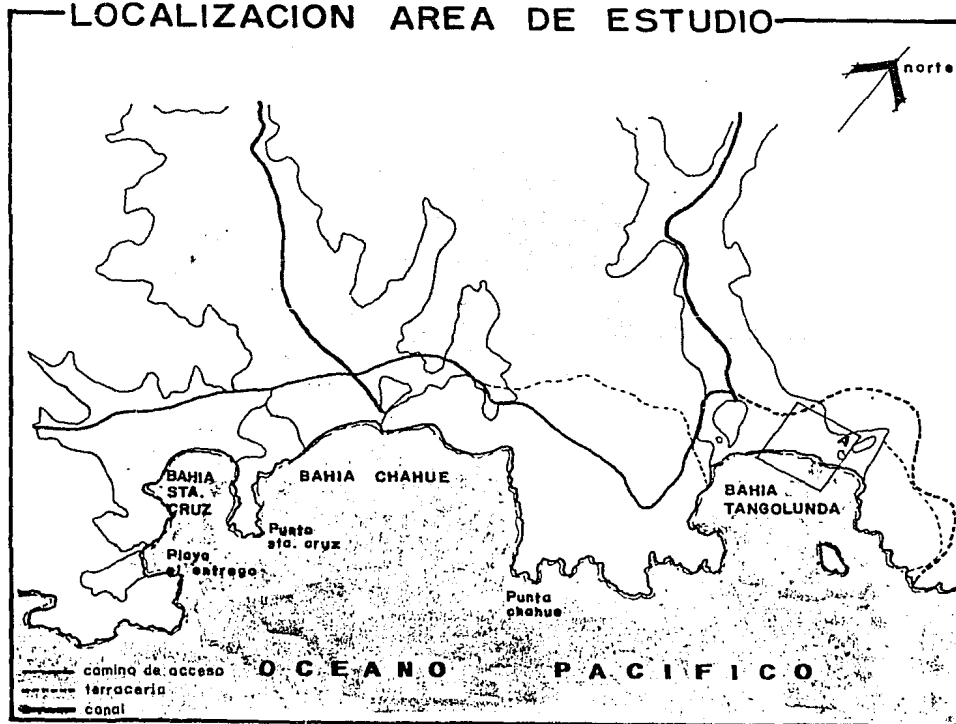 LOCALIZACION AREA DE ESTUDIO
norte
BAHIA
STA.
CRUZ
BAHIA CHAHUE
BAHIA
TANGOLUNDA
Punta
sta. cruz
Playa
el entrega
Punta
chahue
OCEANO PACIFICO
camino de acceso
terraceria
canal